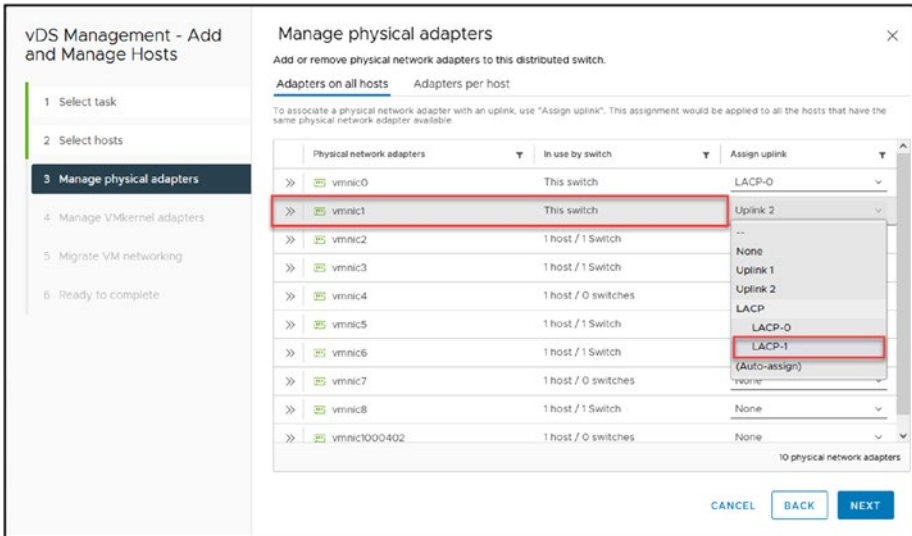 vDS Management - Add
and Manage Hosts
1 Select task
2 Select hosts
3 Manage physical adapters
4 Manage VMkernel adapters
5 Migrate VM networking
6 Ready to complete
Manage physical adapters
Add or remove physical network adapters to this distributed switch.
Adapters on all hosts Adapters per host
To associate a physical network adapter with an uplink, use "Assign uplink". This assignment would be applied to all the hosts that have the
same physical network adapter available.
Physical network adapters In use by switch Assign uplink
vmnic0 This switch LACP-0
vmnic1 This switch Uplink 2
vmnic2 1 host / 1 Switch
vmnic3 1 host / 1 Switch
vmnic4 1 host / 0 switches
vmnic5 1 host / 1 Switch
vmnic6 1 host / 1 Switch
vmnic7 1 host / 0 switches None
vmnic8 1 host / 1 Switch None
vmnic1000402 1 host / 0 switches None
--
None
Uplink 1
Uplink 2
LACP
LACP-0
LACP-1
(Auto-assign)
10 physical network adapters
CANCEL BACK NEXT